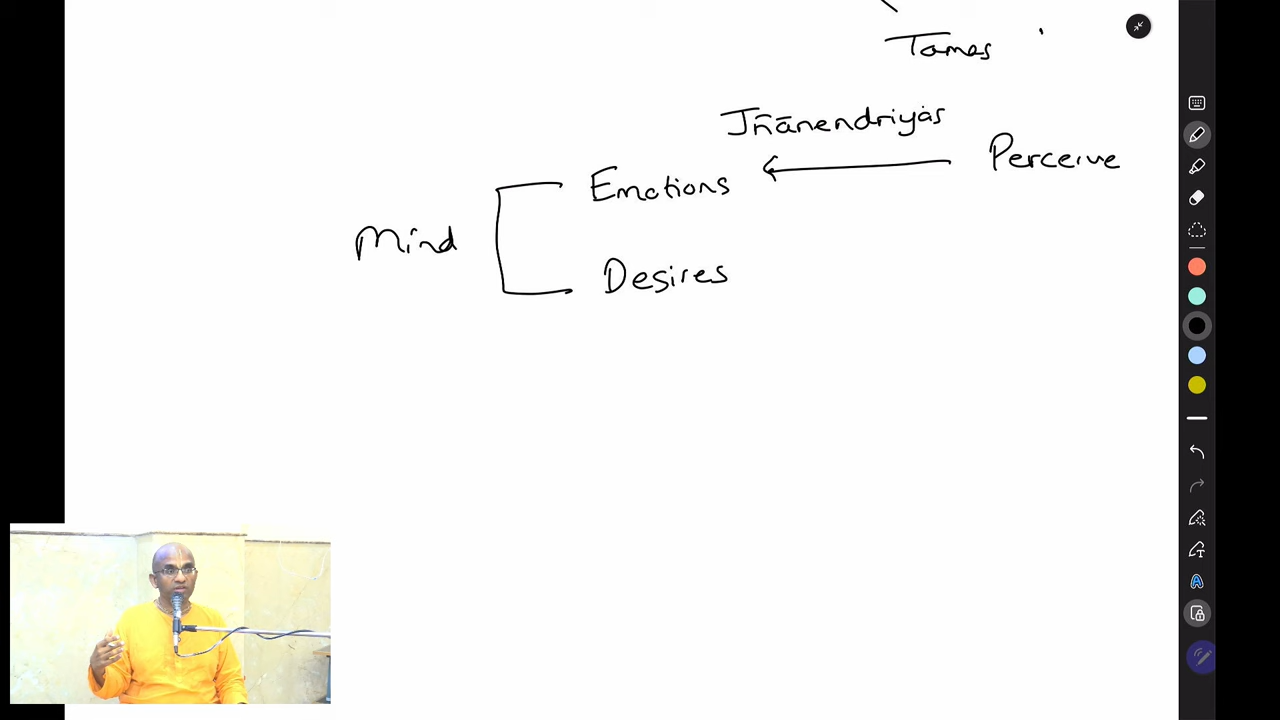 Tamas
Jñānendriyas
Emotions Perceive
Mind
Desires